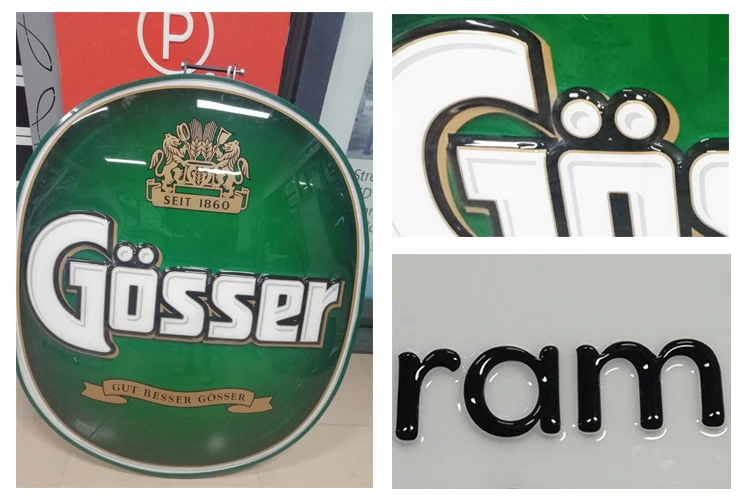 P
SEIT 1860
Gösser
GUT BESSER GÖSSER
Gös
ram